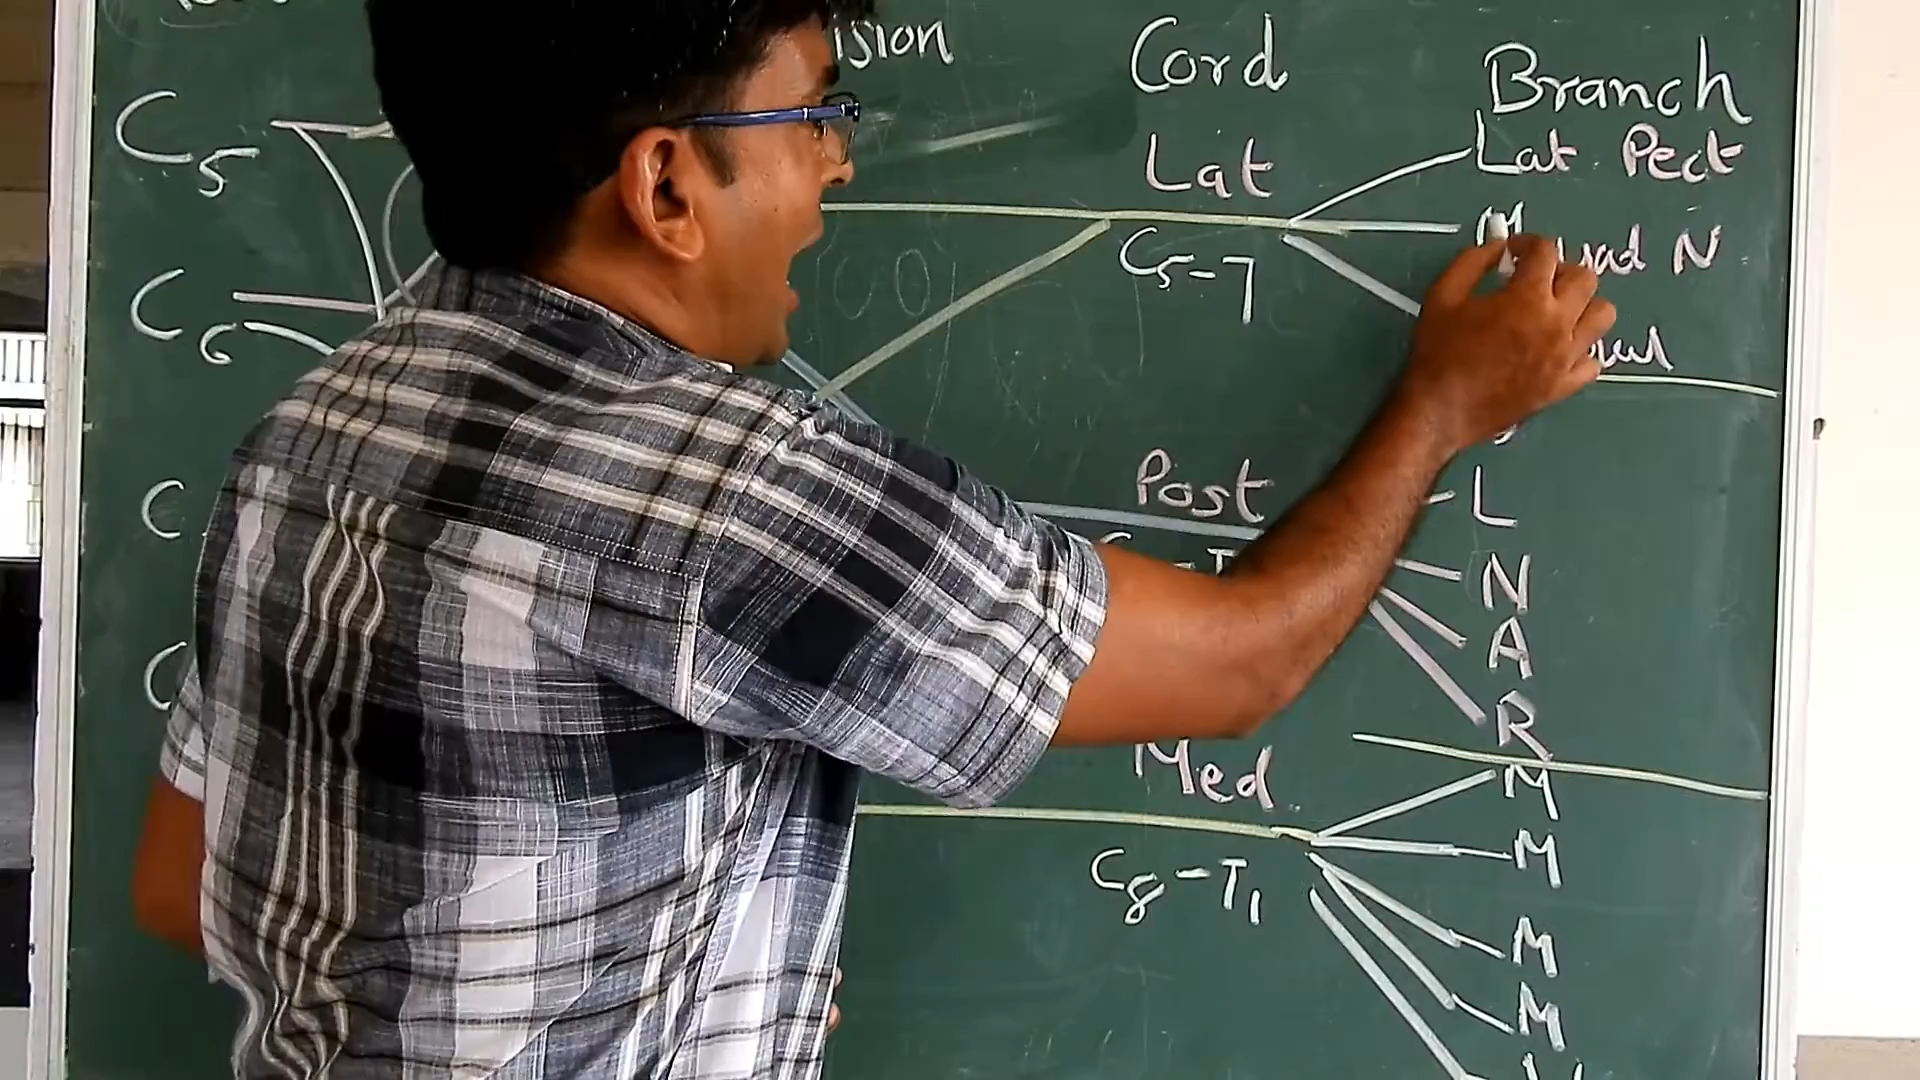 ision
Cord
Branch
C5
Lat
Lat Pect
N
C5-7
C6
C
Post
L
N
A
C
R
Med
M
M
C8-T1
M
M